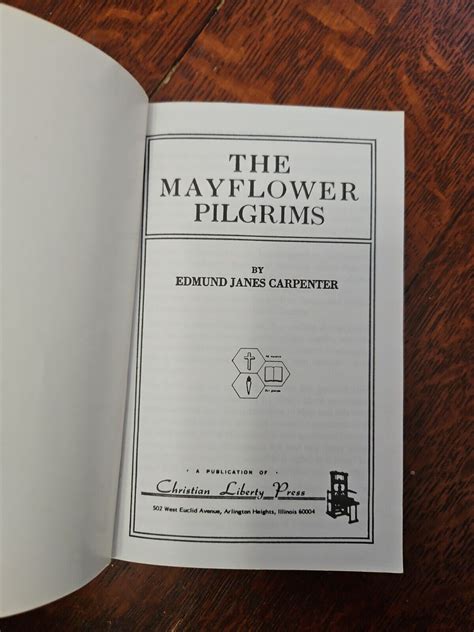 THE
MAYFLOWER
PILGRIMS
BY
EDMUND JANES CARPENTER
• A PUBLICATION OF •
Christian Liberty Press
502 West Euclid Avenue, Arlington Heights, Illinois 60004